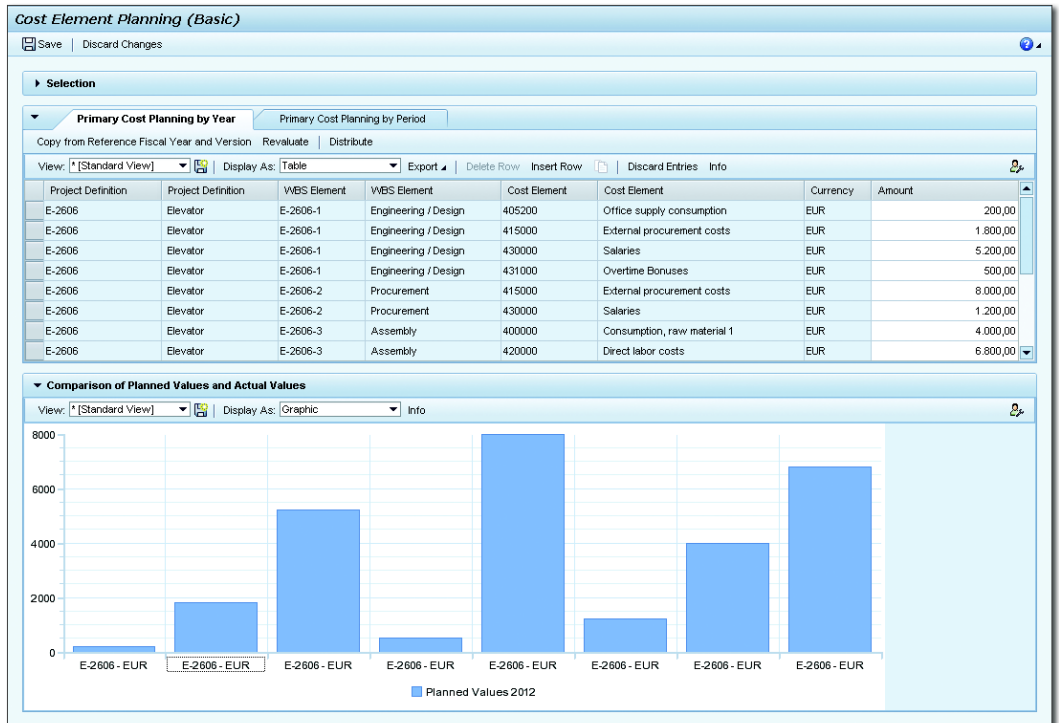 Cost Element Planning (Basic)
Save | Discard Changes
Selection
Primary Cost Planning by Year Primary Cost Planning by Period
Copy from Reference Fiscal Year and Version Revaluate | Distribute
View: * [Standard View] | Display As: Table Export | Delete Row Insert Row | Discard Entries Info
Project Definition Project Definition WBS Element WBS Element Cost Element Cost Element Currency Amount
E-2606 Elevator E-2606-1 Engineering / Design 405200 Office supply consumption EUR 200,00
E-2606 Elevator E-2606-1 Engineering / Design 415000 External procurement costs EUR 1.800,00
E-2606 Elevator E-2606-1 Engineering / Design 430000 Salaries EUR 5.200,00
E-2606 Elevator E-2606-1 Engineering / Design 431000 Overtime Bonuses EUR 500,00
E-2606 Elevator E-2606-2 Procurement 415000 External procurement costs EUR 8.000,00
E-2606 Elevator E-2606-2 Procurement 430000 Salaries EUR 1.200,00
E-2606 Elevator E-2606-3 Assembly 400000 Consumption, raw material 1 EUR 4.000,00
E-2606 Elevator E-2606-3 Assembly 420000 Direct labor costs EUR 6.800,00
Comparison of Planned Values and Actual Values
View: * [Standard View] | Display As: Graphic Info
8000
6000
4000
2000
0
E-2606 - EUR E-2606 - EUR E-2606 - EUR E-2606 - EUR E-2606 - EUR E-2606 - EUR E-2606 - EUR E-2606 - EUR
Planned Values 2012